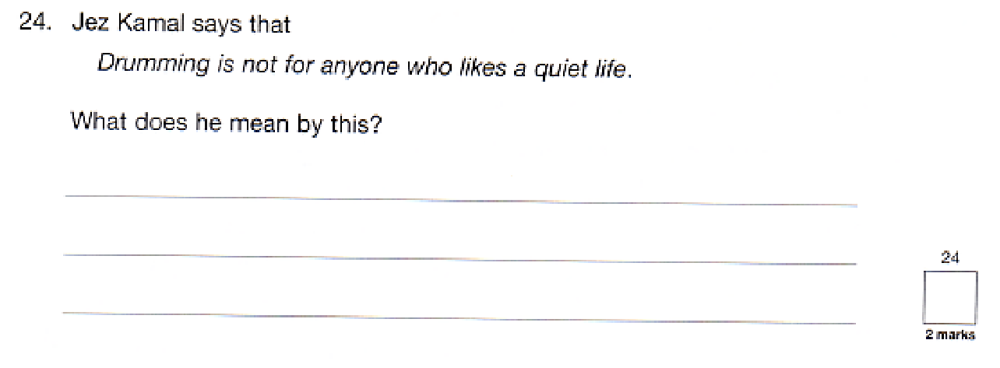 24. Jez Kamal says that
Drumming is not for anyone who likes a quiet life.
What does he mean by this?
24
2 marks